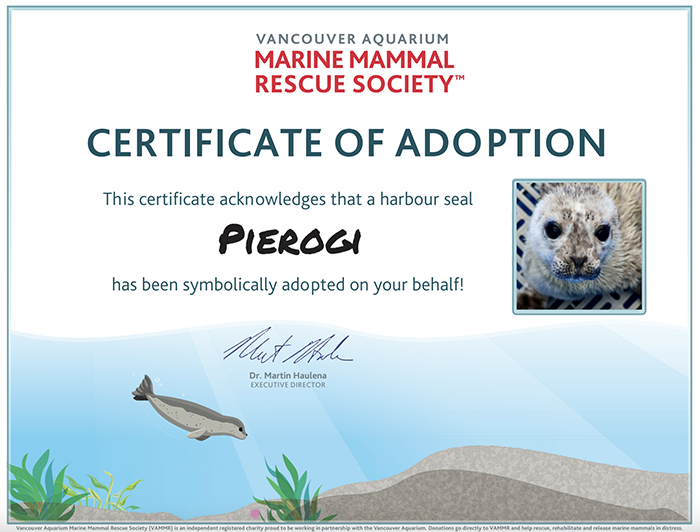 VANCOUVER AQUARIUM
MARINE MAMMAL
RESCUE SOCIETY™
CERTIFICATE OF ADOPTION
This certificate acknowledges that a harbour seal
PIEROGI
has been symbolically adopted on your behalf!
Dr. Martin Haulena
EXECUTIVE DIRECTOR
Vancouver Aquarium Marine Mammal Rescue Society (VAMMR) is an independent registered charity proud to be working in partnership with the Vancouver Aquarium. Donations go directly to VAMMR and help rescue, rehabilitate and release marine mammals in distress.